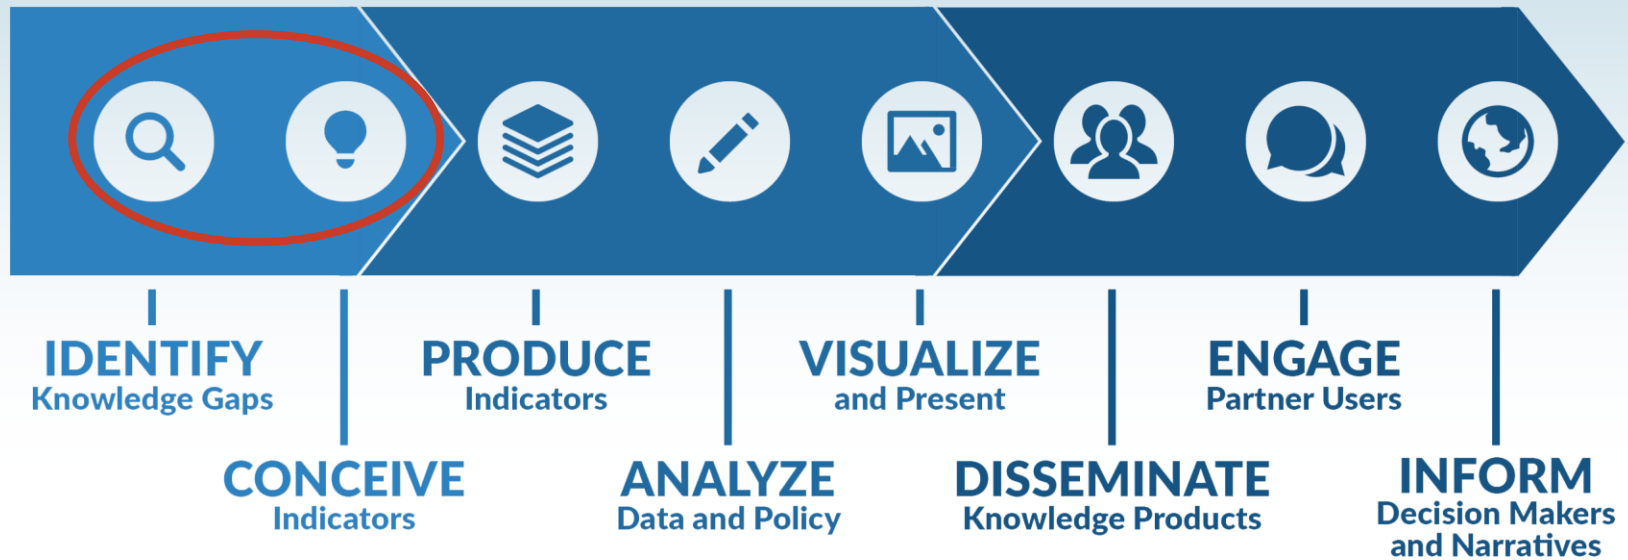 IDENTIFY
Knowledge Gaps
CONCEIVE
Indicators
PRODUCE
Indicators
ANALYZE
Data and Policy
VISUALIZE
and Present
DISSEMINATE
Knowledge Products
ENGAGE
Partner Users
INFORM
Decision Makers
and Narratives